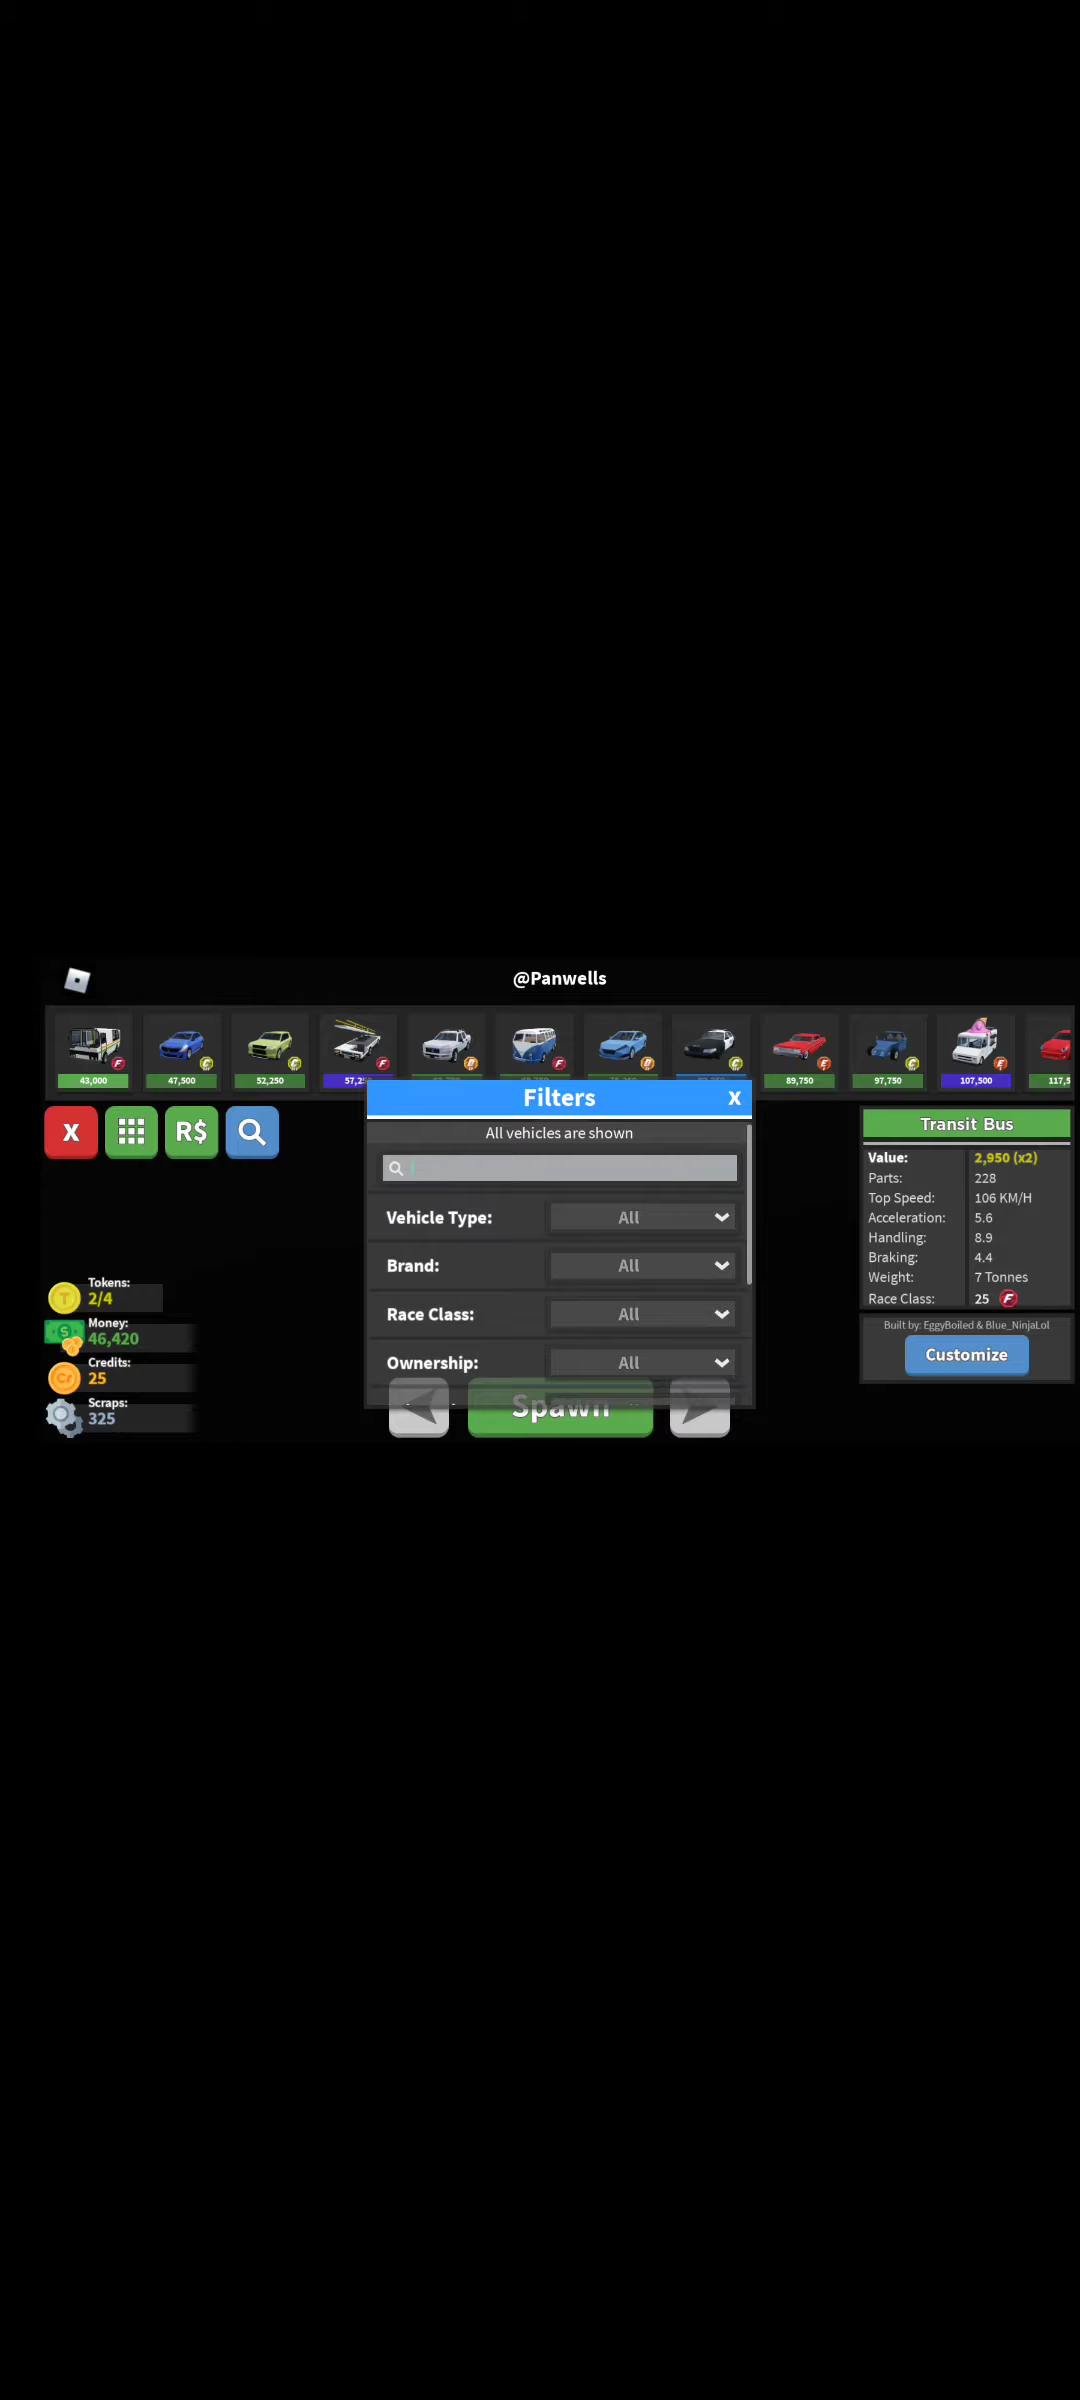 @Panwells
43,000
47,500
52,250
89,750
97,750
107,500
Filters
X
All vehicles are shown
Vehicle Type:
All
Brand:
All
Race Class:
All
Ownership:
All
Spawn
X
R$
Tokens:
2/4
Money:
46,420
Credits:
25
Scraps:
325
Transit Bus
Value: 2,950 (x2)
Parts: 228
Top Speed: 106 KM/H
Acceleration: 5.6
Handling: 8.9
Braking: 4.4
Weight: 7 Tonnes
Race Class: 25 F
Built by: EggyBoiled & Blue_NinjaLol
Customize